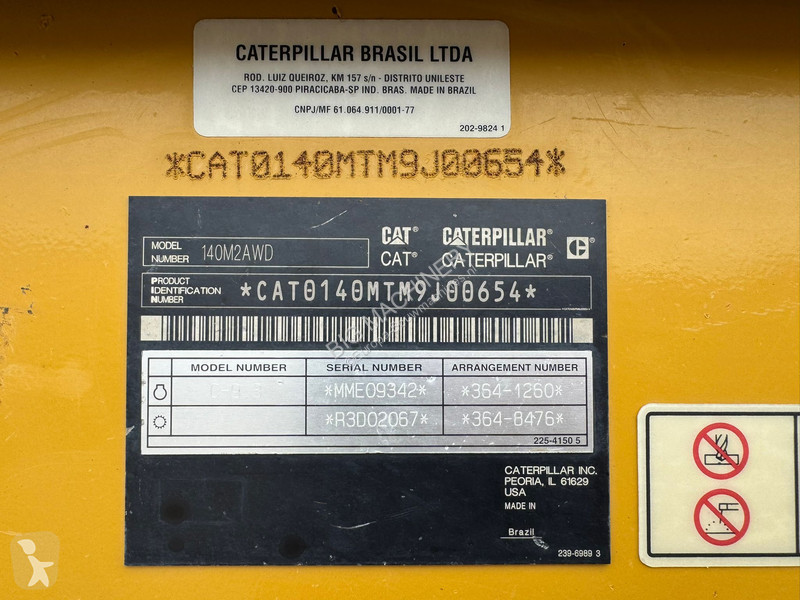 CATERPILLAR BRASIL LTDA
ROD. LUIZ QUEIROZ, KM 157 s/n - DISTRITO UNILESTE
CEP 13420-900 PIRACICABA-SP IND. BRAS. MADE IN BRAZIL
CNPJ/MF 61.064.911/0001-77
202-9824 1
*CAT0140MTM9J00654*
MODEL NUMBER 140M2AWD
CAT CATERPILLAR
CAT CATERPILLAR C
PRODUCT IDENTIFICATION NUMBER *CAT0140MTM9J00654*
BIG MACHINERY
MODEL NUMBER SERIAL NUMBER ARRANGEMENT NUMBER
*MME09342* *364-1260*
*R3D02067* *364-8476*
225-4150 5
CATERPILLAR INC.
PEORIA, IL 61629
USA
MADE IN
Brazil
239-6989 3